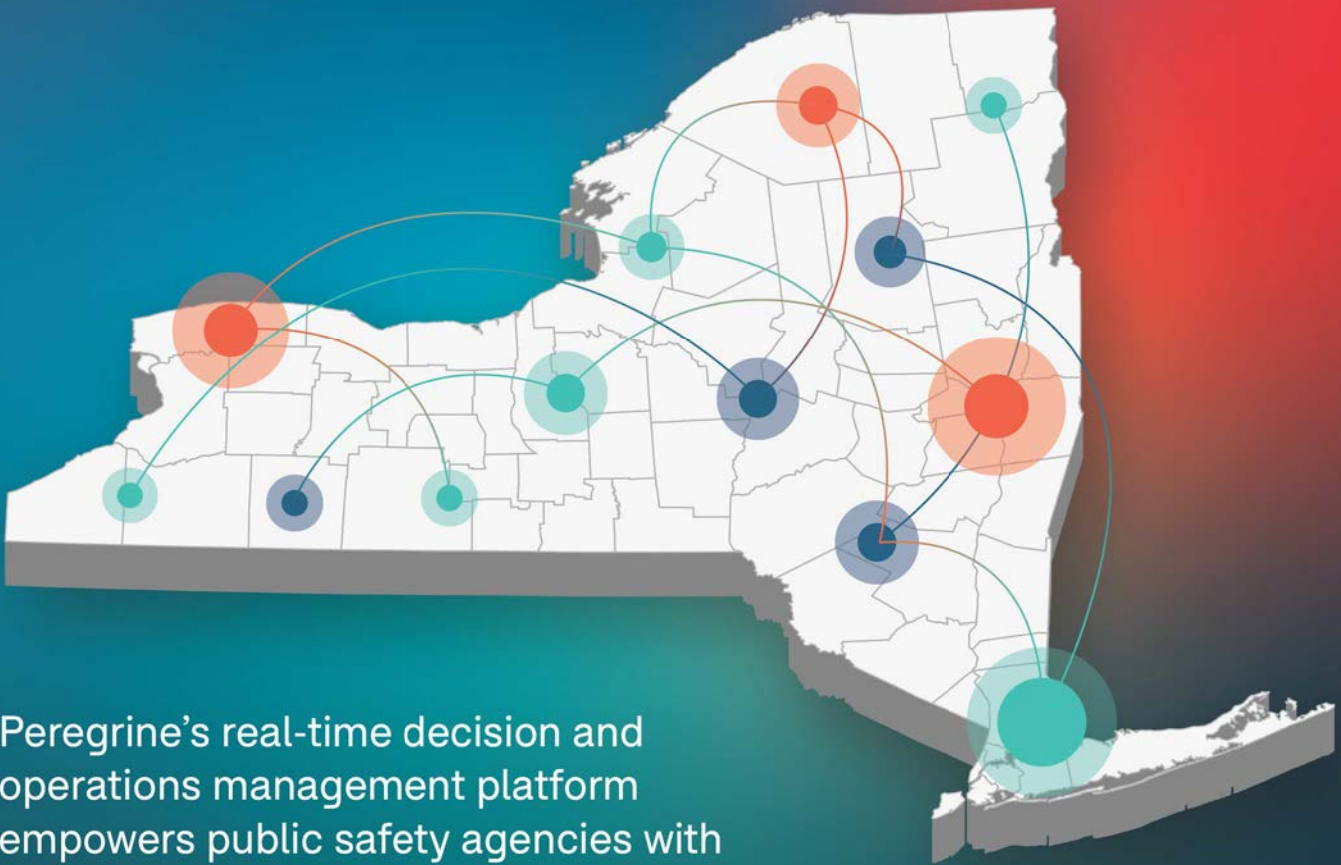 Peregrine’s real-time decision and
operations management platform
empowers public safety agencies with